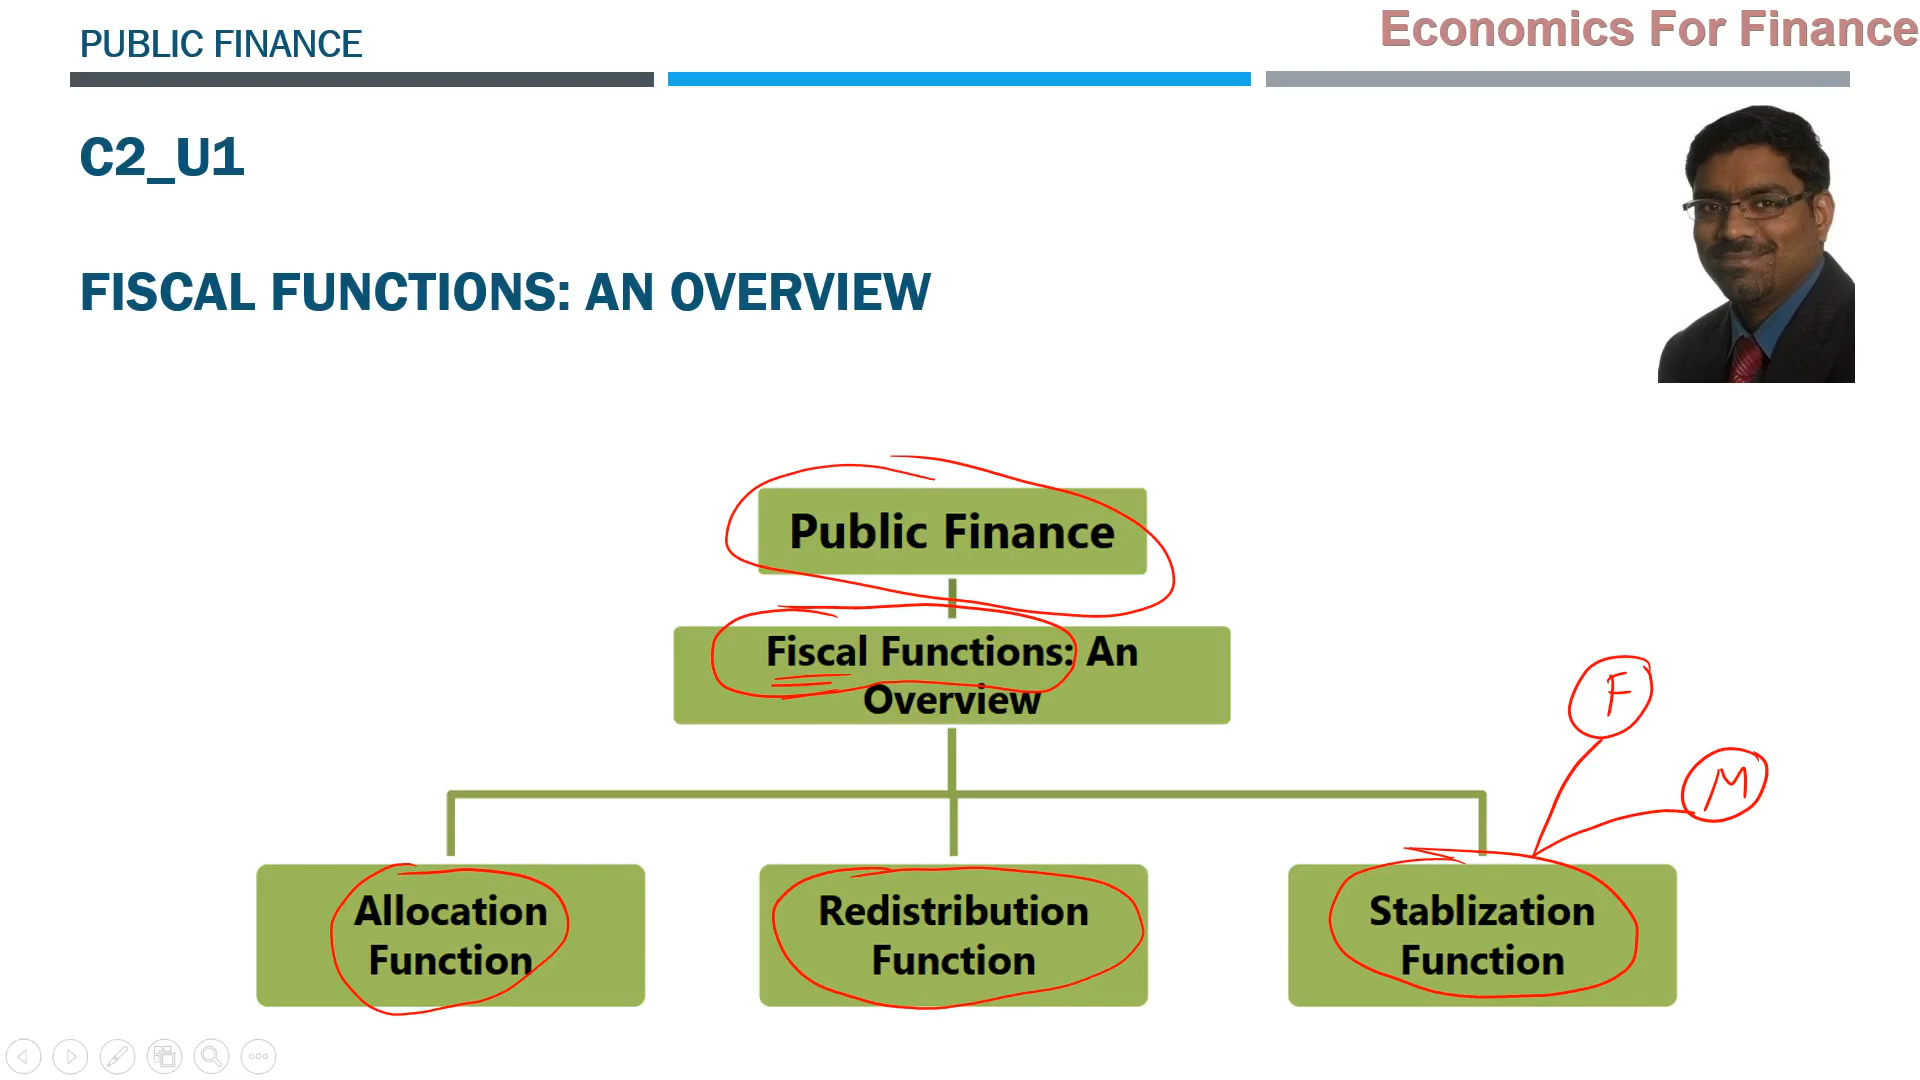 PUBLIC FINANCE
Economics For Finance
C2_U1
FISCAL FUNCTIONS: AN OVERVIEW
Public Finance
Fiscal Functions: An
Overview
F
M
Allocation
Function
Redistribution
Function
Stablization
Function